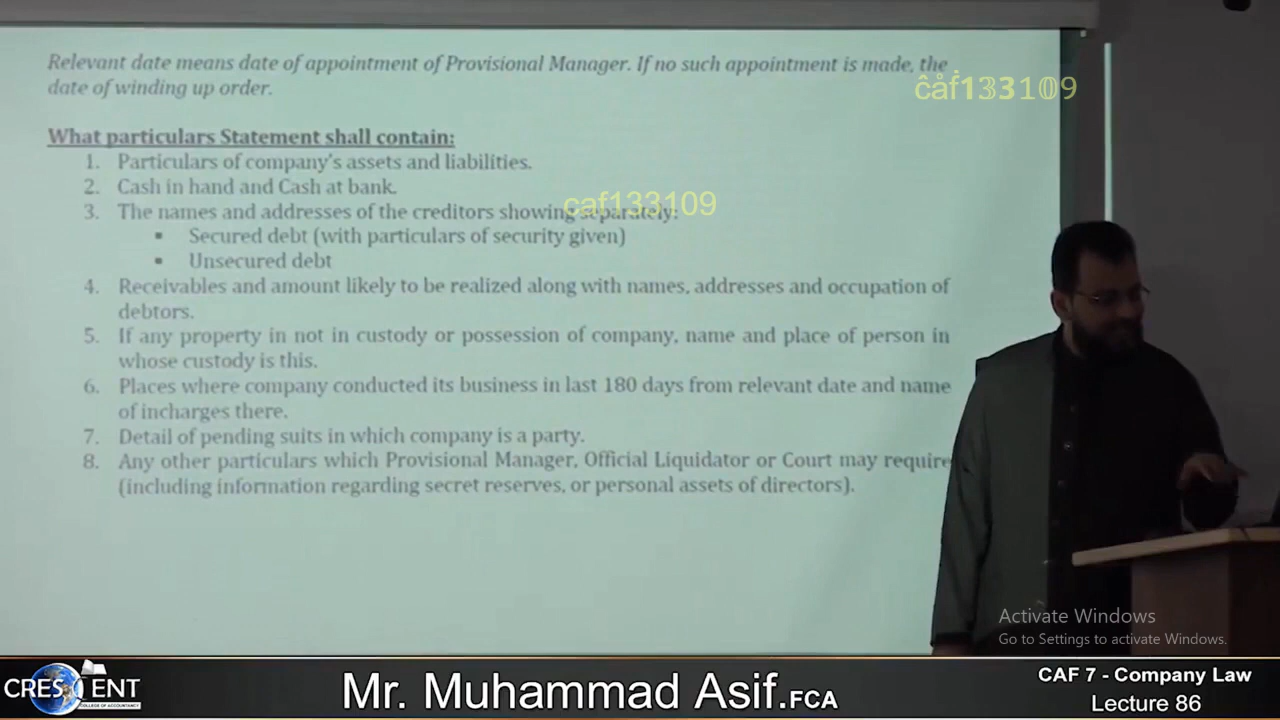 Relevant date means date of appointment of Provisional Manager. If no such appointment is made, the
date of winding up order.
caf133109
What particulars Statement shall contain:
1. Particulars of company's assets and liabilities.
2. Cash in hand and Cash at bank.
3. The names and addresses of the creditors showing separately:
caf133109
▪ Secured debt (with particulars of security given)
▪ Unsecured debt
4. Receivables and amount likely to be realized along with names, addresses and occupation of
debtors.
5. If any property in not in custody or possession of company, name and place of person in
whose custody is this.
6. Places where company conducted its business in last 180 days from relevant date and name
of incharges there.
7. Detail of pending suits in which company is a party.
8. Any other particulars which Provisional Manager, Official Liquidator or Court may require
(including information regarding secret reserves, or personal assets of directors).
Activate Windows
Go to Settings to activate Windows.
CRESCENT
COLLEGE OF ACCOUNTANCY
Mr. Muhammad Asif.FCA
CAF 7 - Company Law
Lecture 86